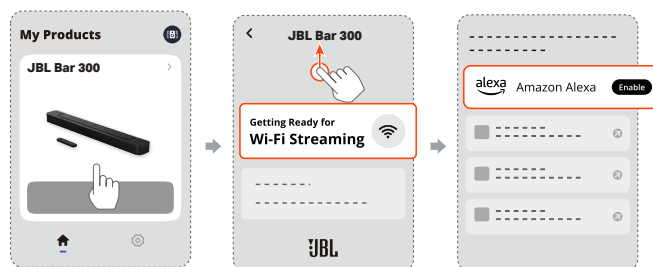 My Products
JBL Bar 300
JBL Bar 300
Getting Ready for
Wi-Fi Streaming
JBL
alexa
Amazon Alexa
Enable